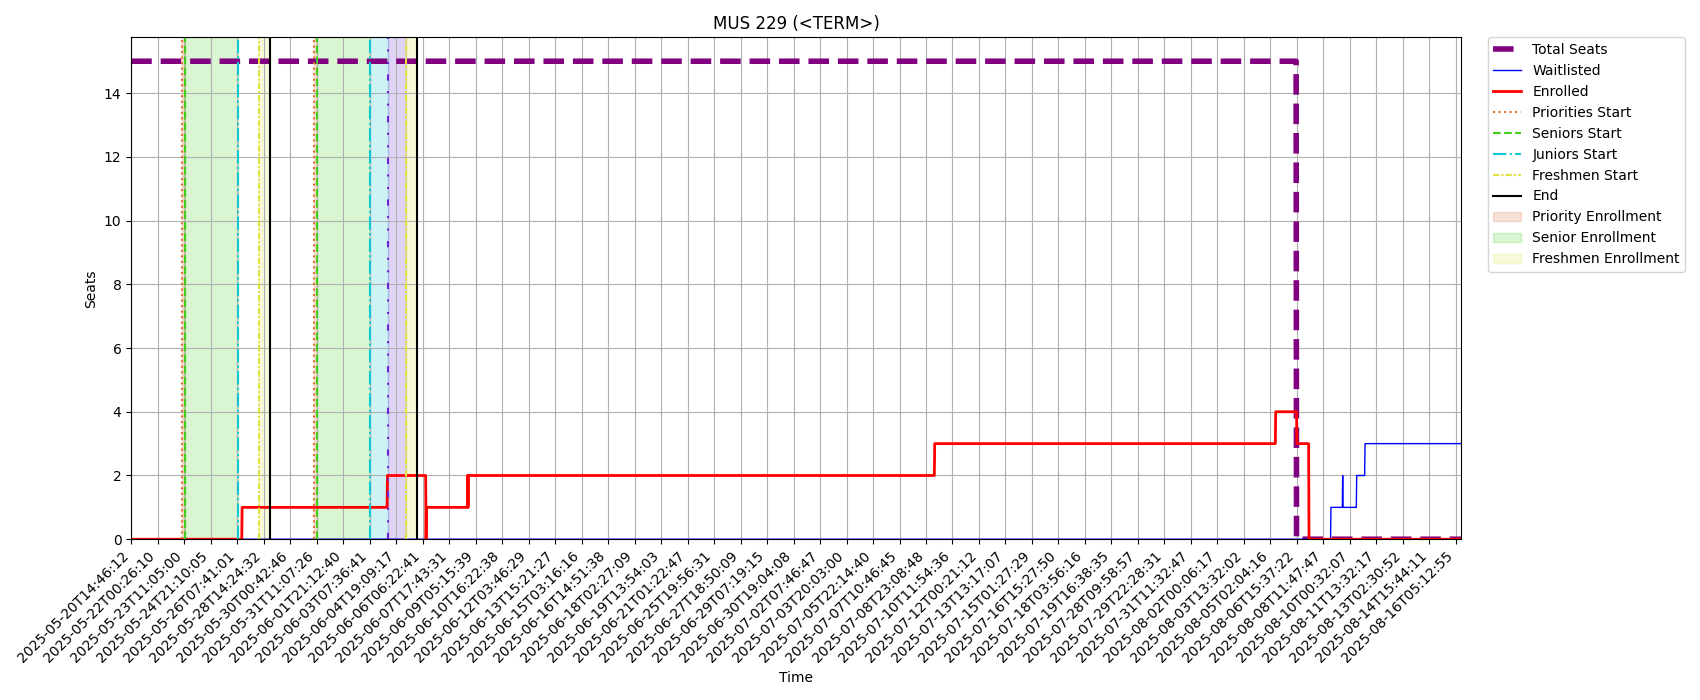 MUS 229 (<TERM>)
Total Seats
Waitlisted
Enrolled
Priorities Start
Seniors Start
Juniors Start
Freshmen Start
End
Priority Enrollment
Senior Enrollment
Freshmen Enrollment
Seats
14
12
10
8
6
4
2
0
2025-05-20T14:46:12
2025-05-22T00:26:10
2025-05-23T11:05:00
2025-05-24T21:10:05
2025-05-26T07:41:01
2025-05-28T14:24:32
2025-05-30T00:42:46
2025-05-31T11:07:26
2025-06-01T21:12:40
2025-06-03T07:36:41
2025-06-04T19:09:17
2025-06-06T06:22:41
2025-06-07T17:43:31
2025-06-09T05:15:39
2025-06-10T16:22:38
2025-06-12T03:46:29
2025-06-13T15:21:27
2025-06-15T03:16:16
2025-06-16T14:51:38
2025-06-18T02:27:09
2025-06-19T13:54:03
2025-06-21T01:22:47
2025-06-25T19:56:31
2025-06-27T18:50:09
2025-06-29T07:19:15
2025-06-30T19:04:08
2025-07-02T07:46:47
2025-07-03T20:03:00
2025-07-05T22:14:40
2025-07-07T10:46:45
2025-07-08T23:08:48
2025-07-10T11:54:36
2025-07-12T00:21:12
2025-07-13T13:17:07
2025-07-15T01:27:29
2025-07-16T15:27:50
2025-07-18T03:56:16
2025-07-19T16:38:35
2025-07-28T09:58:57
2025-07-29T22:28:31
2025-07-31T11:32:47
2025-08-02T00:06:17
2025-08-03T13:32:02
2025-08-05T02:04:16
2025-08-06T15:37:22
2025-08-08T11:47:47
2025-08-10T00:32:07
2025-08-11T13:32:17
2025-08-13T02:30:52
2025-08-14T15:44:11
2025-08-16T05:12:55
Time